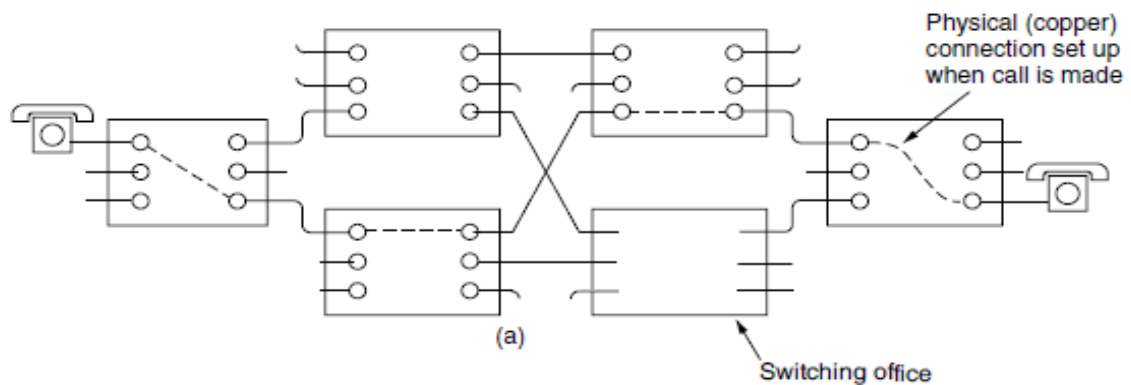 Physical (copper)
connection set up
when call is made
(a)
Switching office